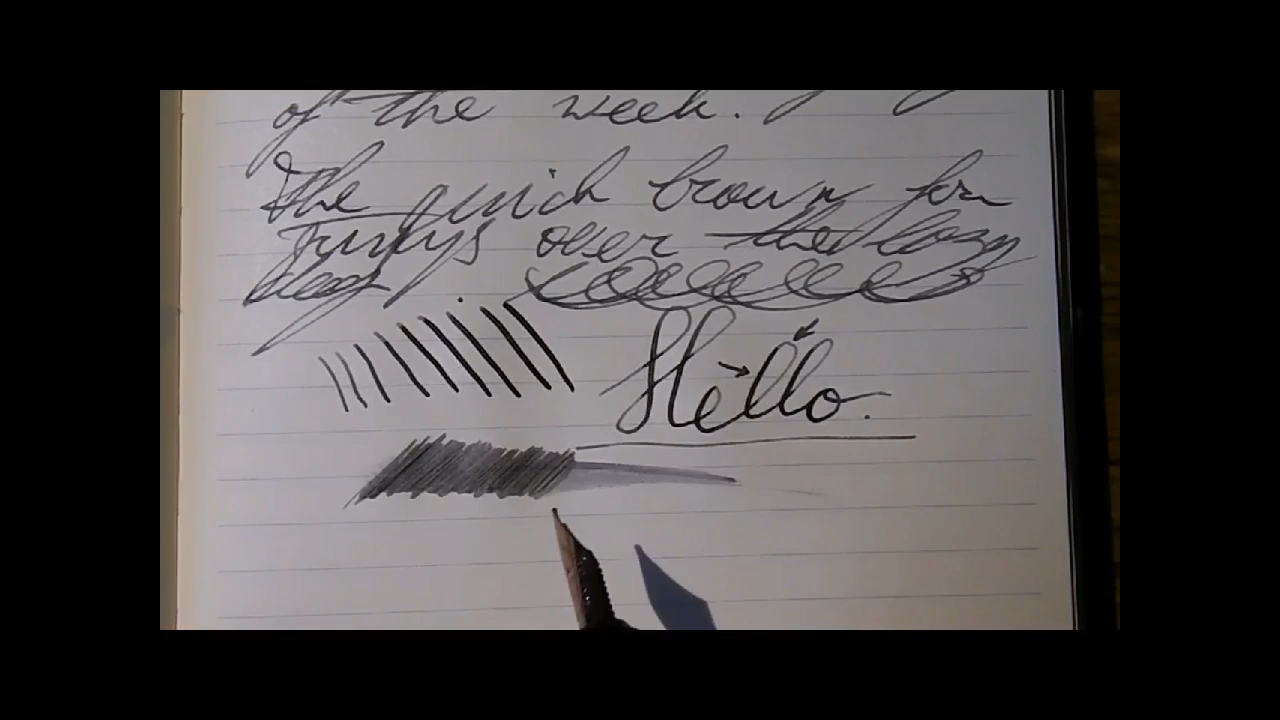 of the week.
The quick brown fox
Jumps over the lazy
dog
Hello.